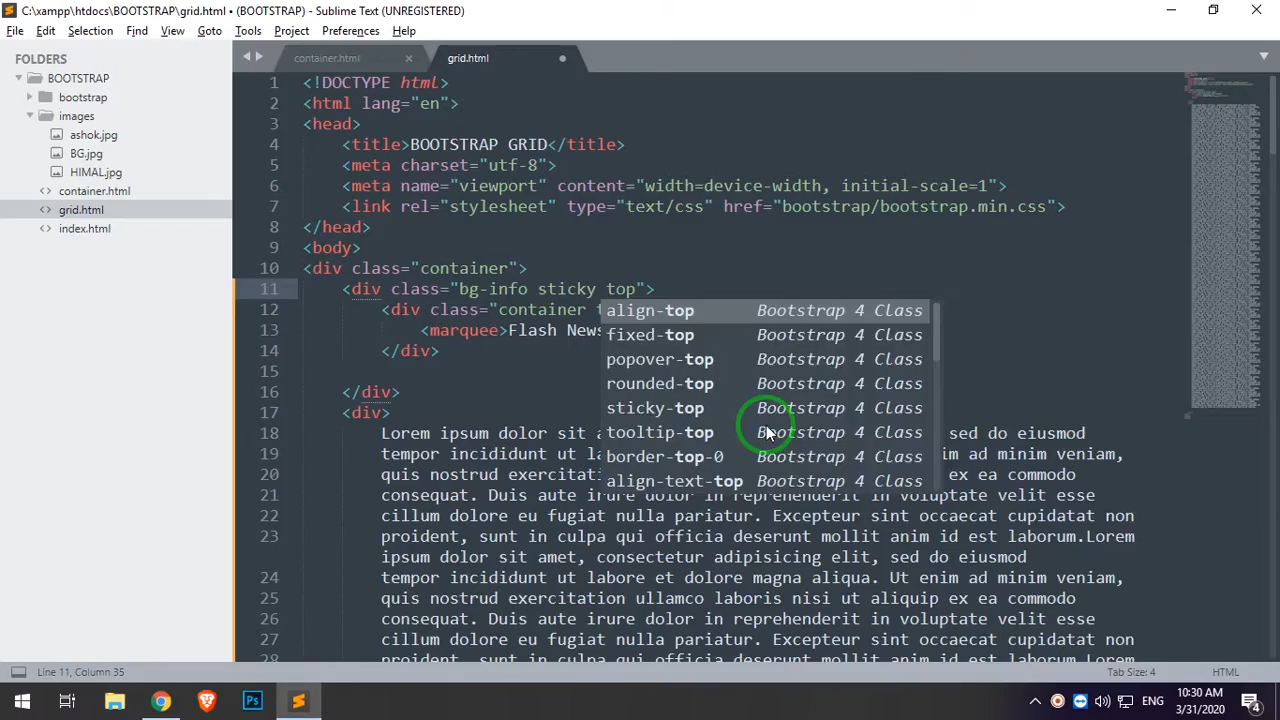 C:\xampp\htdocs\BOOTSTRAP\grid.html • (BOOTSTRAP) - Sublime Text (UNREGISTERED)
File Edit Selection Find View Goto Tools Project Preferences Help
FOLDERS
BOOTSTRAP
bootstrap
images
ashok.jpg
BG.jpg
HIMAL.jpg
container.html
grid.html
index.html
container.html
grid.html
1 <!DOCTYPE html>
2 <html lang="en">
3 <head>
4 <title>BOOTSTRAP GRID</title>
5 <meta charset="utf-8">
6 <meta name="viewport" content="width=device-width, initial-scale=1">
7 <link rel="stylesheet" type="text/css" href="bootstrap/bootstrap.min.css">
8 </head>
9 <body>
10 <div class="container">
11 <div class="bg-info sticky top">
12 <div class="container
13 <marquee>Flash News
14 </div>
15
16 </div>
17 <div>
align-top Bootstrap 4 Class
fixed-top Bootstrap 4 Class
popover-top Bootstrap 4 Class
rounded-top Bootstrap 4 Class
sticky-top Bootstrap 4 Class
tooltip-top Bootstrap 4 Class
border-top-0 Bootstrap 4 Class
align-text-top Bootstrap 4 Class
18 Lorem ipsum dolor sit a sed do eiusmod
19 tempor incididunt ut la enim ad minim veniam,
20 quis nostrud exercitati ex ea commodo
21 consequat. Duis aute irure dolor in reprehenderit in voluptate velit esse
22 cillum dolore eu fugiat nulla pariatur. Excepteur sint occaecat cupidatat non
23 proident, sunt in culpa qui officia deserunt mollit anim id est laborum.Lorem
ipsum dolor sit amet, consectetur adipisicing elit, sed do eiusmod
24 tempor incididunt ut labore et dolore magna aliqua. Ut enim ad minim veniam,
25 quis nostrud exercitation ullamco laboris nisi ut aliquip ex ea commodo
26 consequat. Duis aute irure dolor in reprehenderit in voluptate velit esse
27 cillum dolore eu fugiat nulla pariatur. Excepteur sint occaecat cupidatat non
28
Line 11, Column 35
Tab Size: 4
HTML
Ps
ENG
10:30 AM
3/31/2020
4